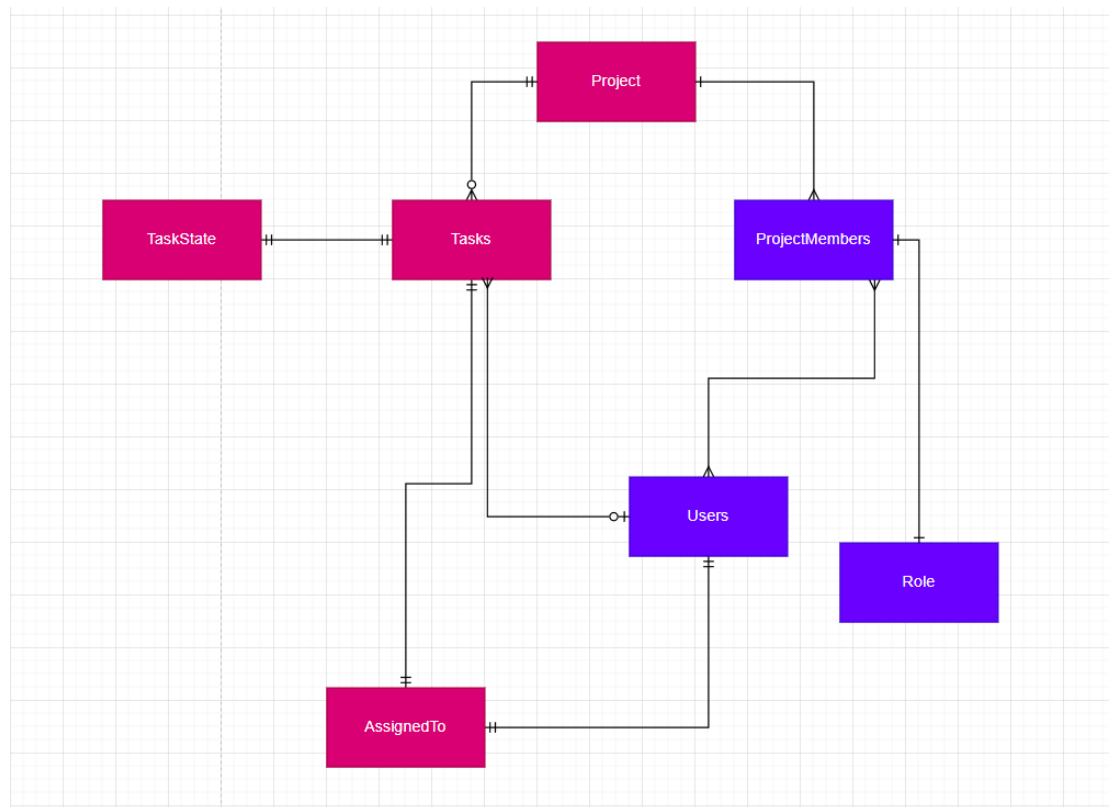 Project
TaskState
Tasks
ProjectMembers
Users
Role
AssignedTo